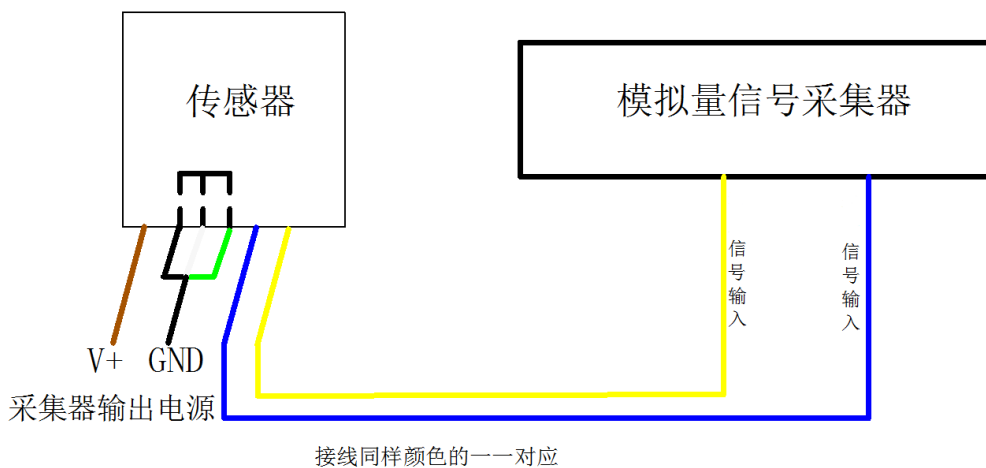 传感器
模拟量信号采集器
信号输入
信号输入
V+ GND
采集器输出电源
接线同样颜色的一一对应